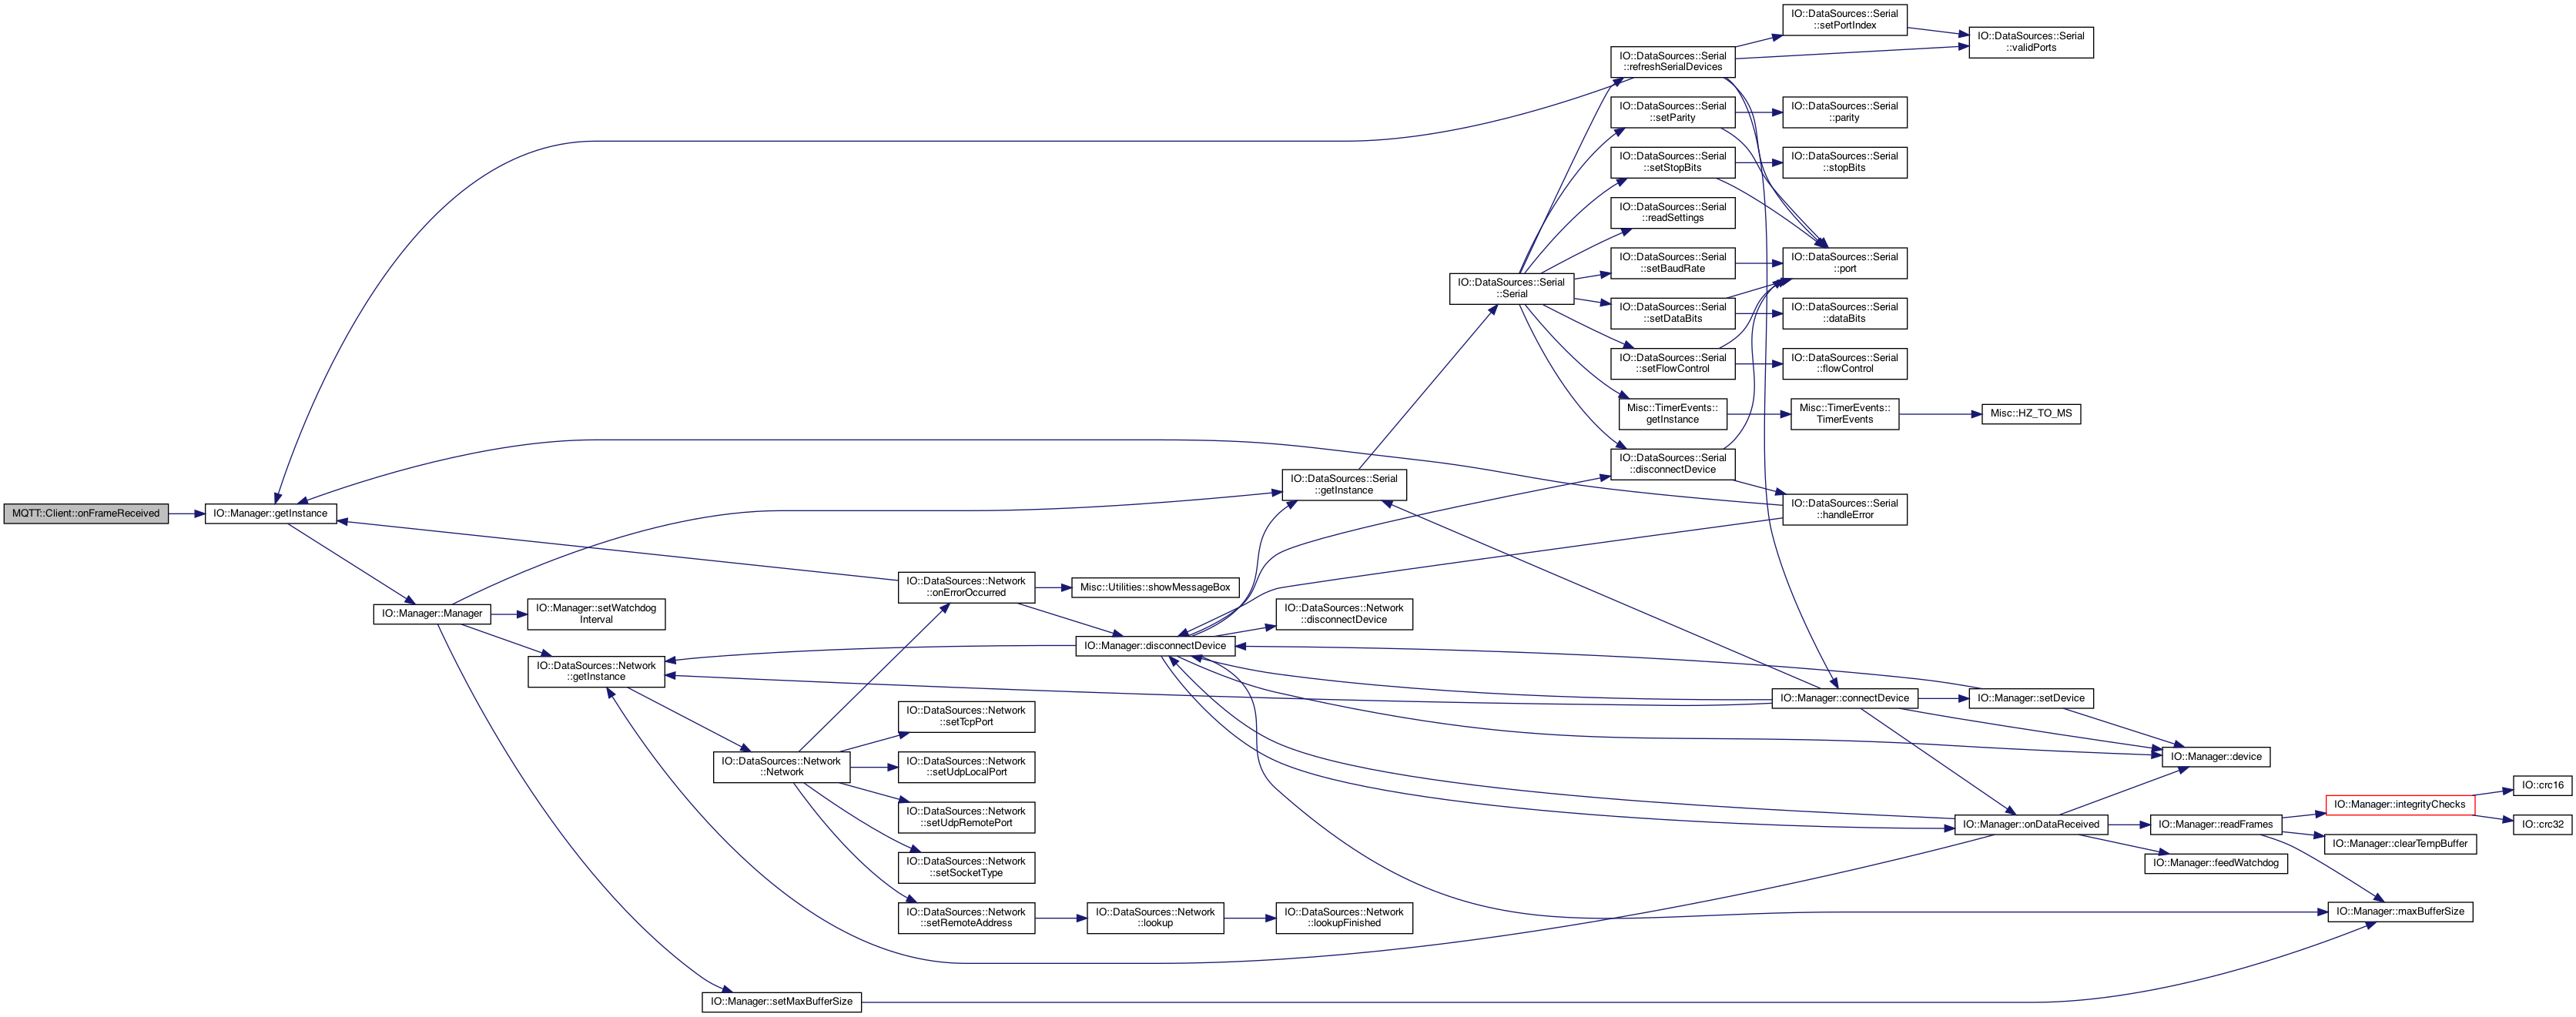 MQTT::Client::onFrameReceived
IO::Manager::getInstance
IO::Manager::Manager
IO::Manager::setWatchdog
Interval
IO::DataSources::Network
::getInstance
IO::Manager::setMaxBufferSize
IO::DataSources::Network
::Network
IO::DataSources::Network
::onErrorOccurred
IO::DataSources::Network
::setTcpPort
IO::DataSources::Network
::setUdpLocalPort
IO::DataSources::Network
::setUdpRemotePort
IO::DataSources::Network
::setSocketType
IO::DataSources::Network
::setRemoteAddress
Misc::Utilities::showMessageBox
IO::Manager::disconnectDevice
IO::DataSources::Network
::lookup
IO::DataSources::Serial
::getInstance
IO::DataSources::Network
::disconnectDevice
IO::DataSources::Network
::lookupFinished
IO::DataSources::Serial
::Serial
IO::DataSources::Serial
::refreshSerialDevices
IO::DataSources::Serial
::setParity
IO::DataSources::Serial
::setStopBits
IO::DataSources::Serial
::readSettings
IO::DataSources::Serial
::setBaudRate
IO::DataSources::Serial
::setDataBits
IO::DataSources::Serial
::setFlowControl
Misc::TimerEvents::
getInstance
IO::DataSources::Serial
::disconnectDevice
IO::DataSources::Serial
::setPortIndex
IO::DataSources::Serial
::parity
IO::DataSources::Serial
::stopBits
IO::DataSources::Serial
::port
IO::DataSources::Serial
::dataBits
IO::DataSources::Serial
::flowControl
Misc::TimerEvents::
TimerEvents
IO::DataSources::Serial
::handleError
IO::Manager::connectDevice
IO::DataSources::Serial
::validPorts
Misc::HZ_TO_MS
IO::Manager::setDevice
IO::Manager::onDataReceived
IO::Manager::device
IO::Manager::readFrames
IO::Manager::feedWatchdog
IO::Manager::integrityChecks
IO::Manager::clearTempBuffer
IO::Manager::maxBufferSize
IO::crc16
IO::crc32